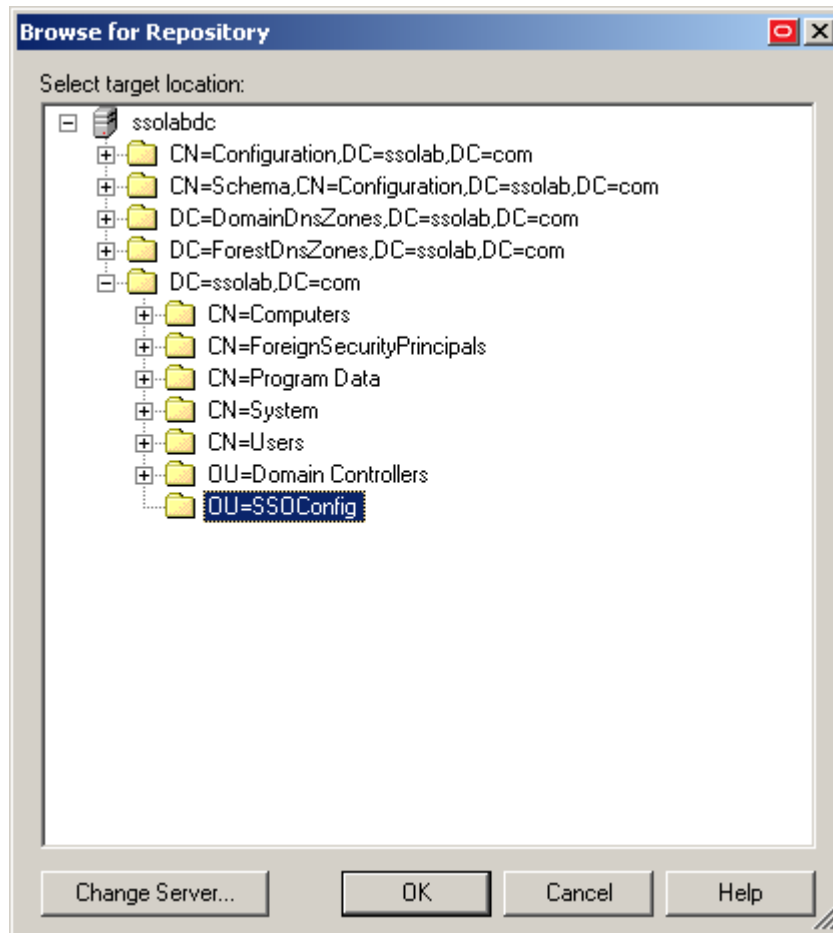 Browse for Repository
Select target location:
ssolabdc
CN=Configuration,DC=ssolab,DC=com
CN=Schema,CN=Configuration,DC=ssolab,DC=com
DC=DomainDnsZones,DC=ssolab,DC=com
DC=ForestDnsZones,DC=ssolab,DC=com
DC=ssolab,DC=com
CN=Computers
CN=ForeignSecurityPrincipals
CN=Program Data
CN=System
CN=Users
OU=Domain Controllers
OU=SSOConfig
Change Server... OK Cancel Help